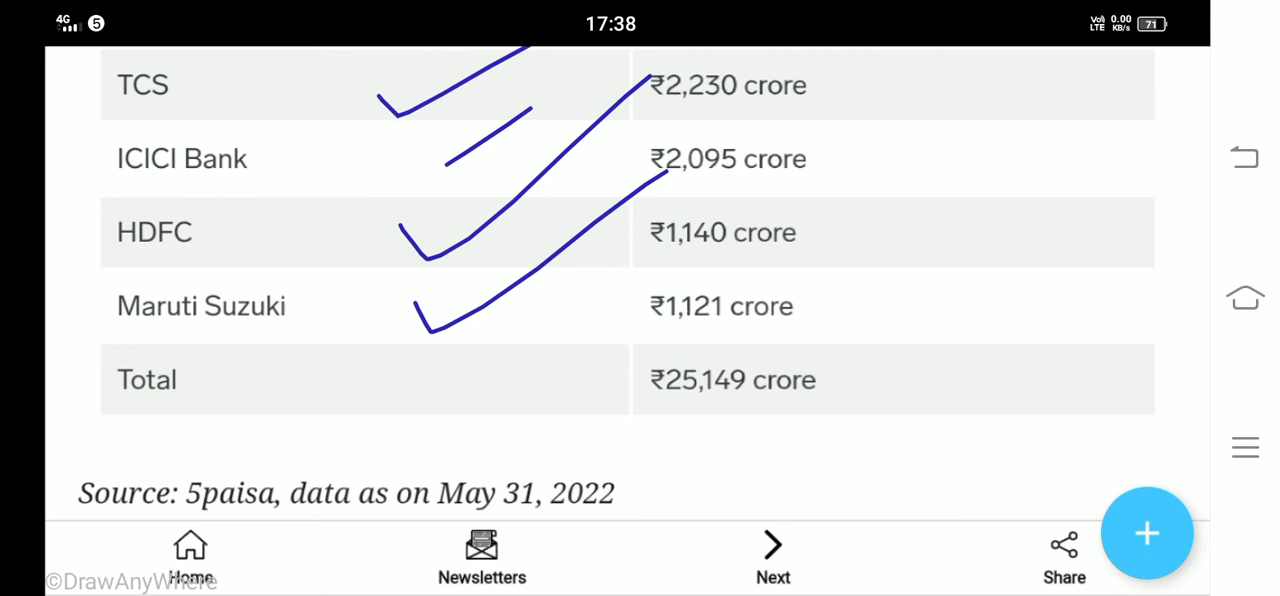 4G 5 17:38 Voi) LTE 0.00 KB/s 71
TCS ₹2,230 crore
ICICI Bank ₹2,095 crore
HDFC ₹1,140 crore
Maruti Suzuki ₹1,121 crore
Total ₹25,149 crore
Source: 5paisa, data as on May 31, 2022
Home Newsletters Next Share
©DrawAnyWhere